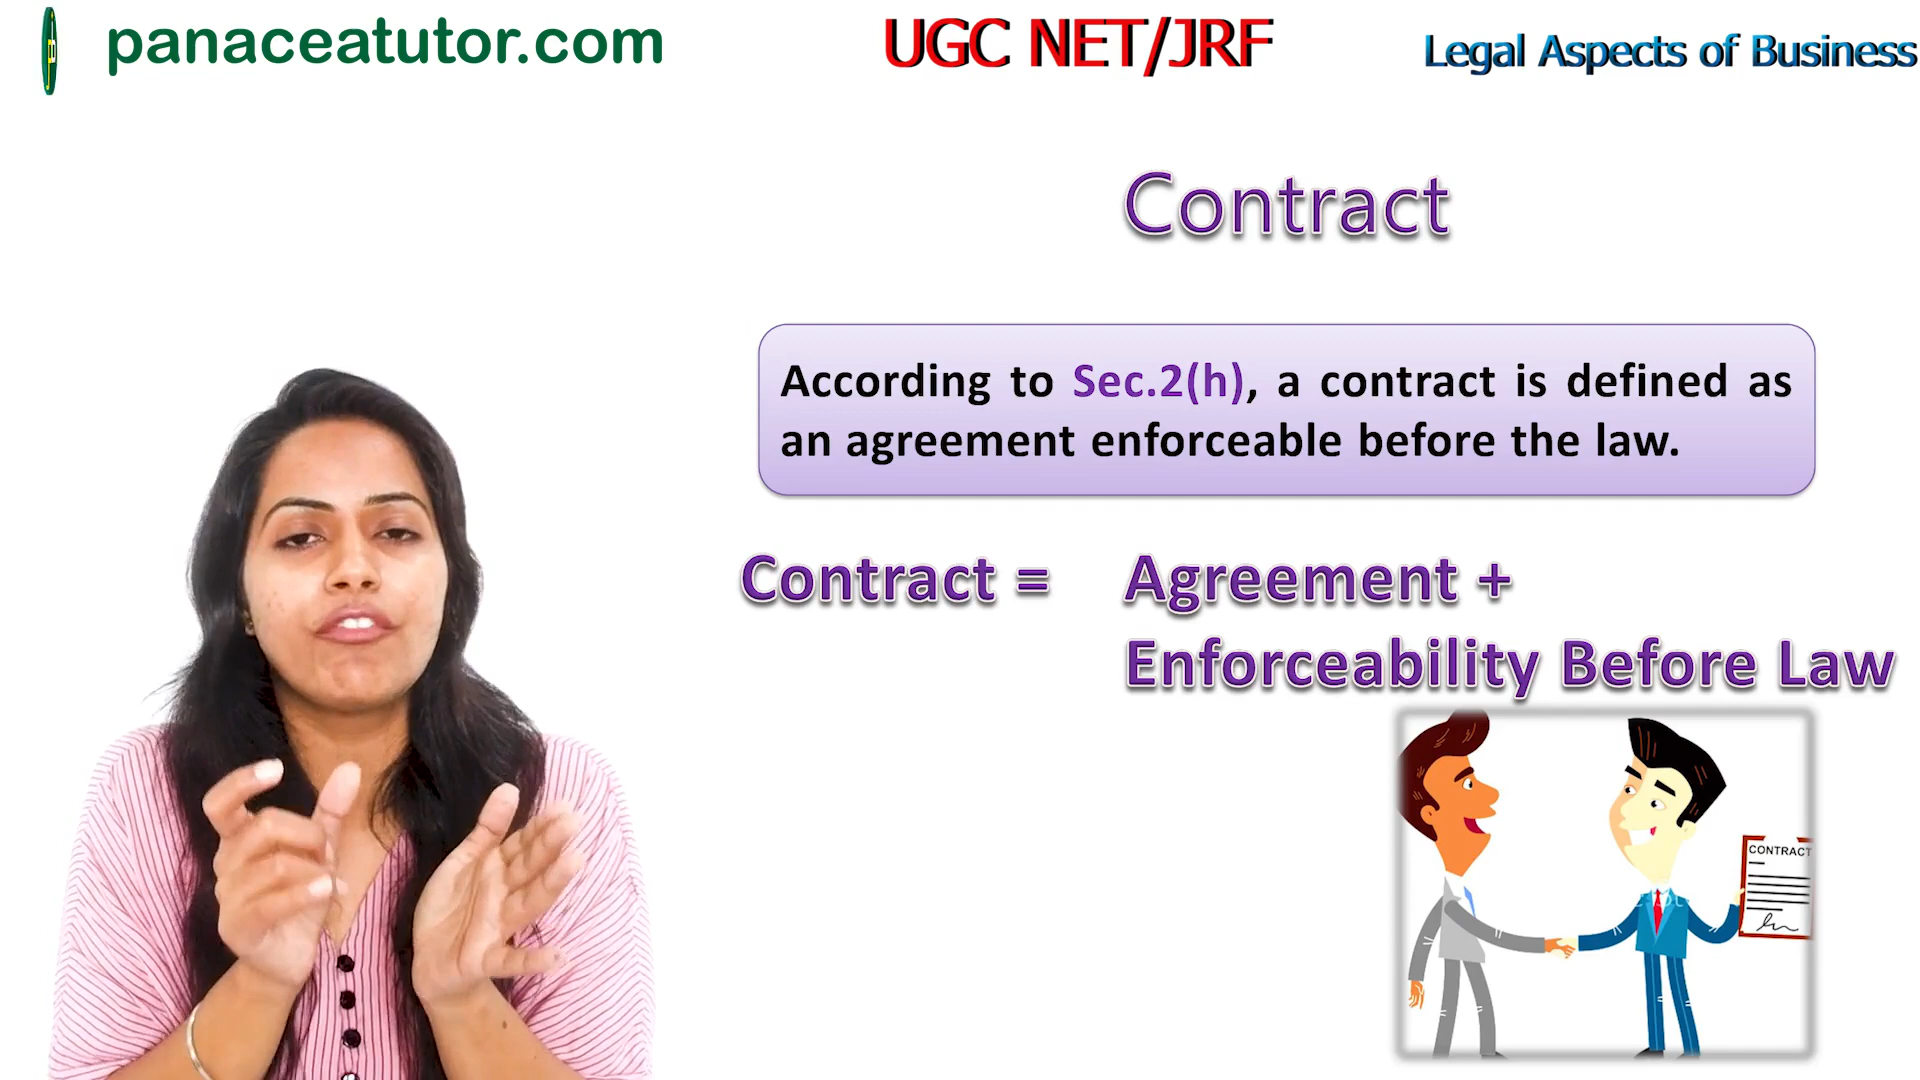 panaceatutor.com
UGC NET/JRF
Legal Aspects of Business
Contract
According to Sec.2(h), a contract is defined as
an agreement enforceable before the law.
Contract = Agreement +
Enforceability Before Law
CONTRACT